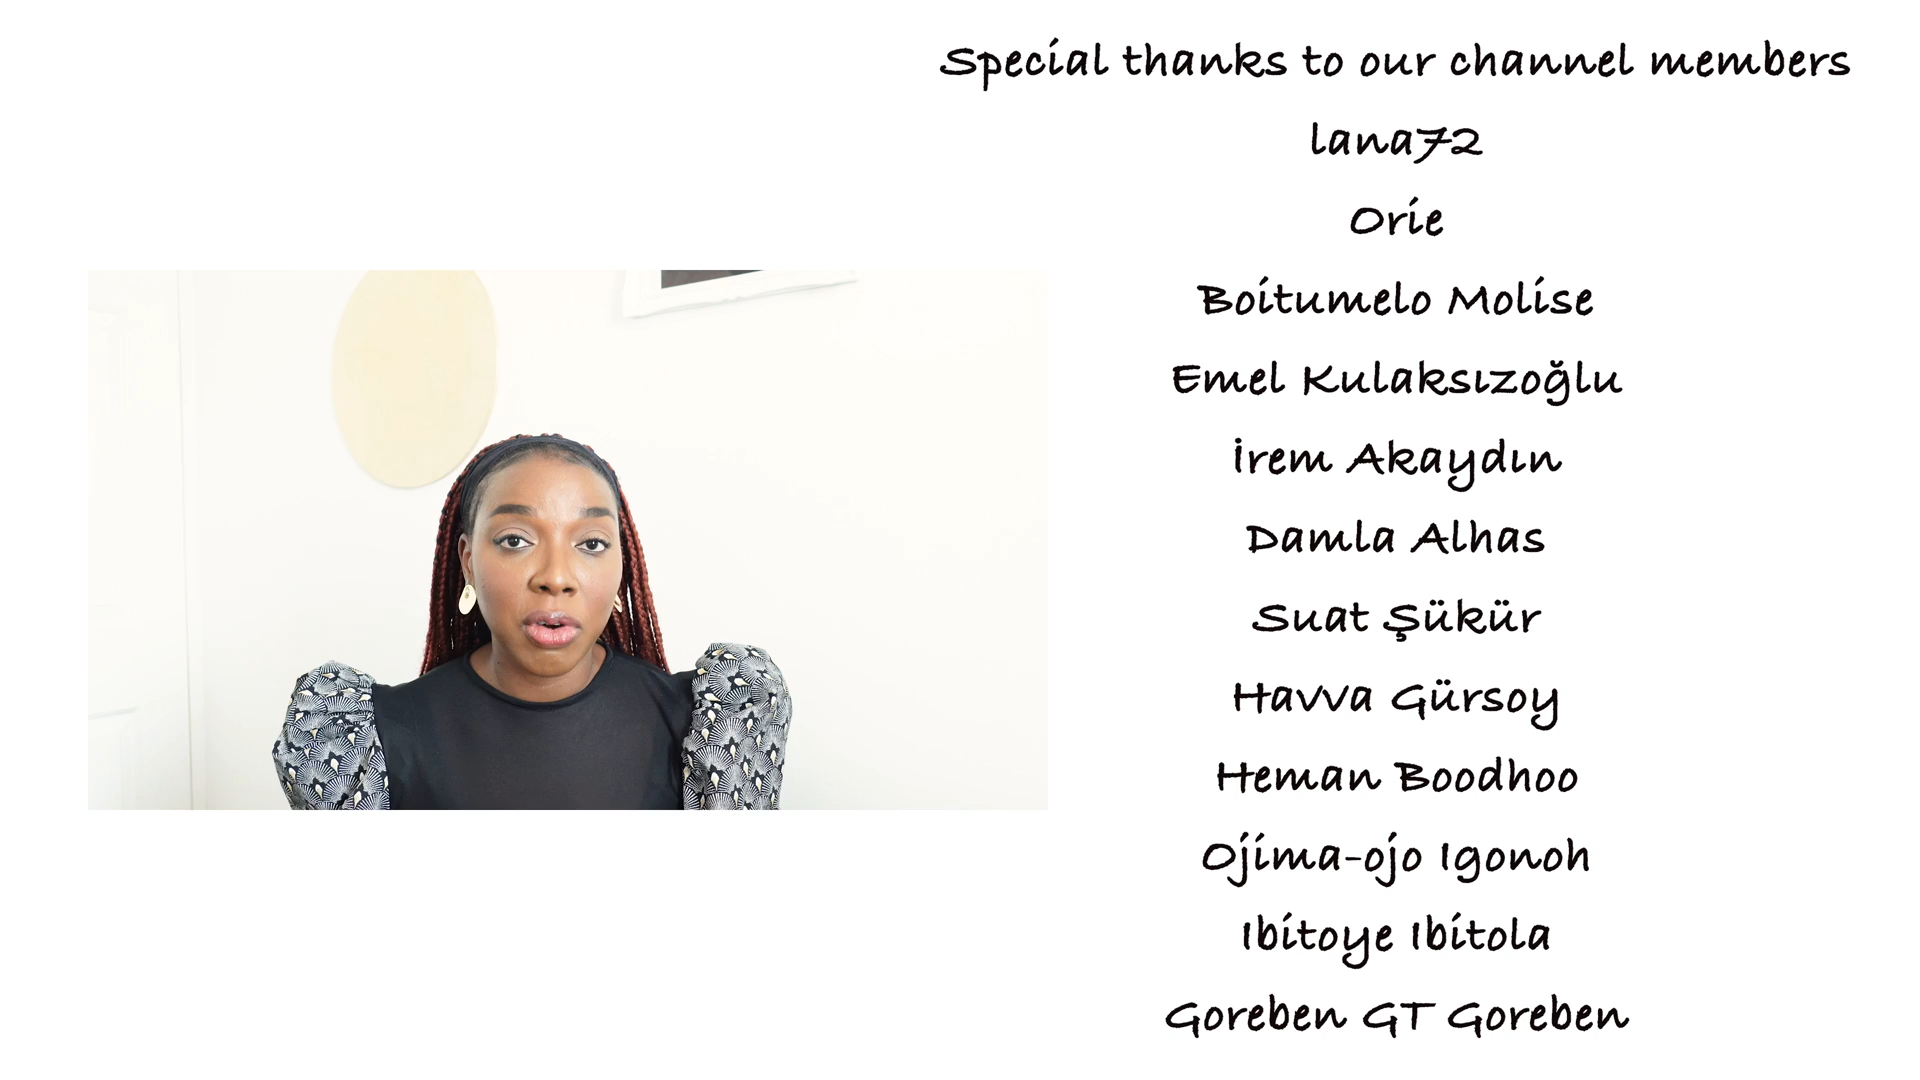 Special thanks to our channel members
lana72
Orie
Boitumelo Molise
Emel Kulaksızoğlu
İrem Akaydın
Damla Alhas
Suat Şükür
Havva Gürsoy
Heman Boodhoo
Ojima-ojo Igonoh
Ibitoye Ibitola
Goreben GT Goreben